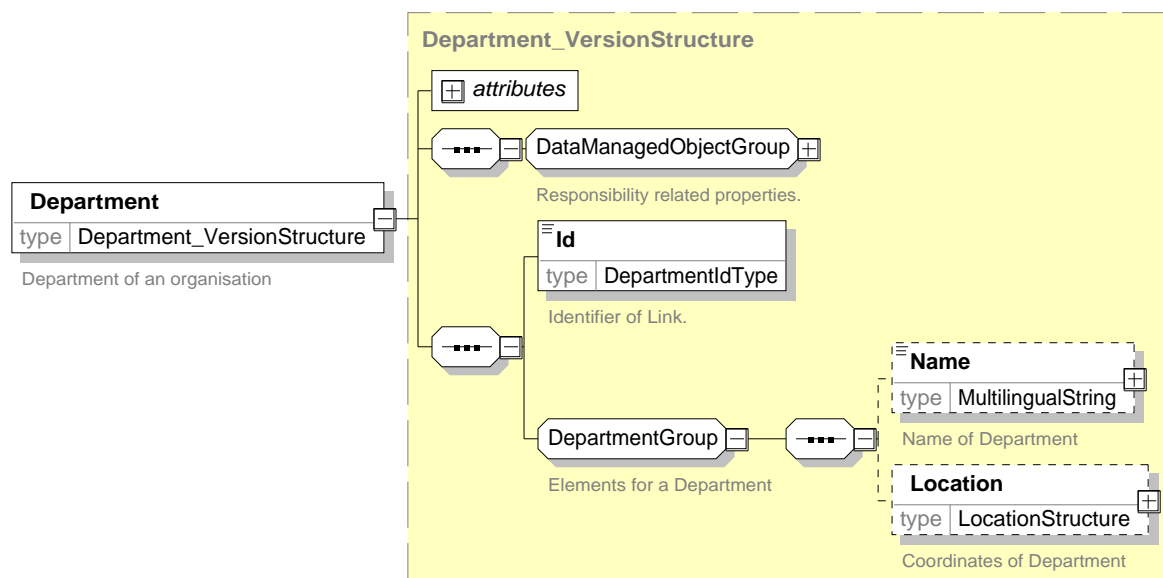 Department_VersionStructure
attributes
DataManagedObjectGroup
Responsibility related properties.
Department
type Department_VersionStructure
Department of an organisation
Id
type DepartmentIdType
Identifier of Link.
Name
type MultilingualString
Name of Department
DepartmentGroup
Elements for a Department
Location
type LocationStructure
Coordinates of Department